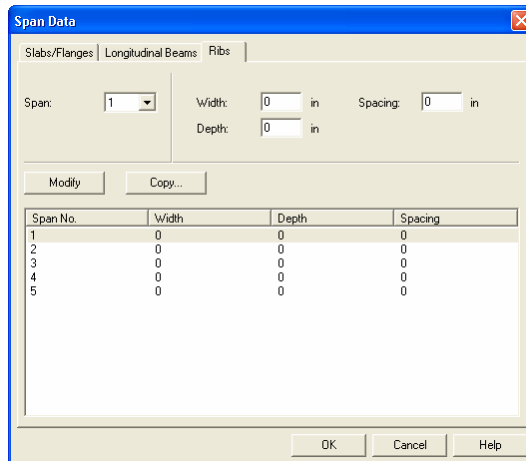 Span Data
Slabs/Flanges Longitudinal Beams Ribs
Span: 1 Width: 0 in Spacing: 0 in
Depth: 0 in
Modify Copy...
Span No. Width Depth Spacing
1 0 0 0
2 0 0 0
3 0 0 0
4 0 0 0
5 0 0 0
OK Cancel Help